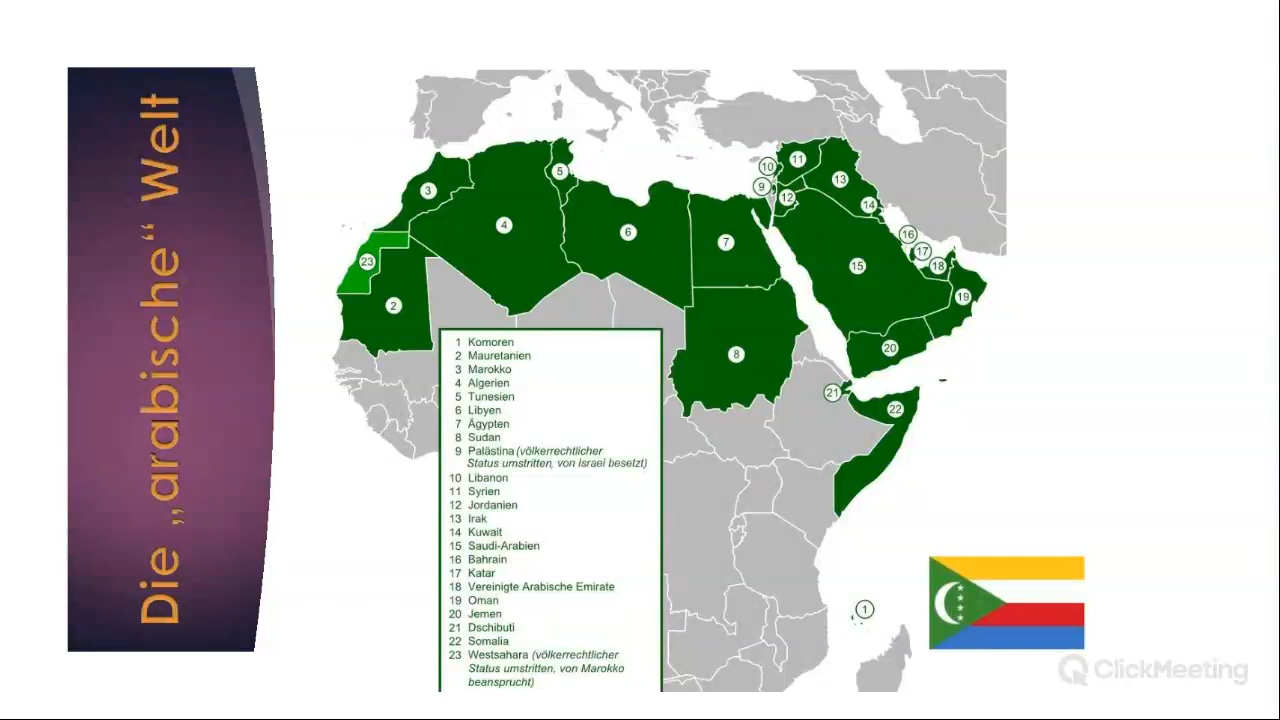 Die „arabische“ Welt
10
11
5
3
9
12
13
14
4
6
7
16
17
18
23
15
2
19
20
8
21
22
1
1 Komoren
2 Mauretanien
3 Marokko
4 Algerien
5 Tunesien
6 Libyen
7 Ägypten
8 Sudan
9 Palästina (völkerrechtlicher
Status umstritten, von Israel besetzt)
10 Libanon
11 Syrien
12 Jordanien
13 Irak
14 Kuwait
15 Saudi-Arabien
16 Bahrain
17 Katar
18 Vereinigte Arabische Emirate
19 Oman
20 Jemen
21 Dschibuti
22 Somalia
23 Westsahara (völkerrechtlicher
Status umstritten, von Marokko
beansprucht)
ClickMeeting